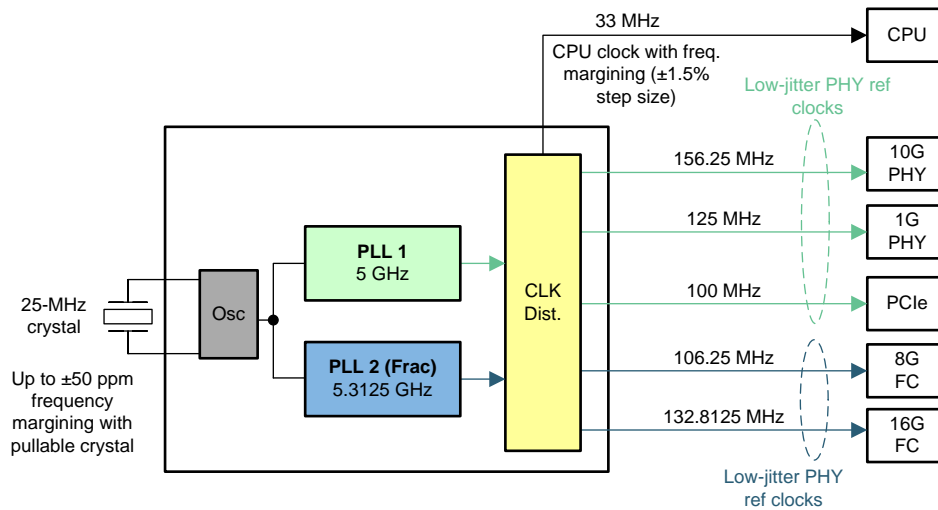 33 MHz
CPU
CPU clock with freq.
margining (±1.5%
step size)
Low-jitter PHY ref
clocks
156.25 MHz
10G
PHY
125 MHz
1G
PHY
PLL 1
5 GHz
25-MHz
crystal
Osc
CLK
Dist.
100 MHz
PCIe
PLL 2 (Frac)
5.3125 GHz
106.25 MHz
8G
FC
Up to ±50 ppm
frequency
margining with
pullable crystal
132.8125 MHz
16G
FC
Low-jitter PHY
ref clocks